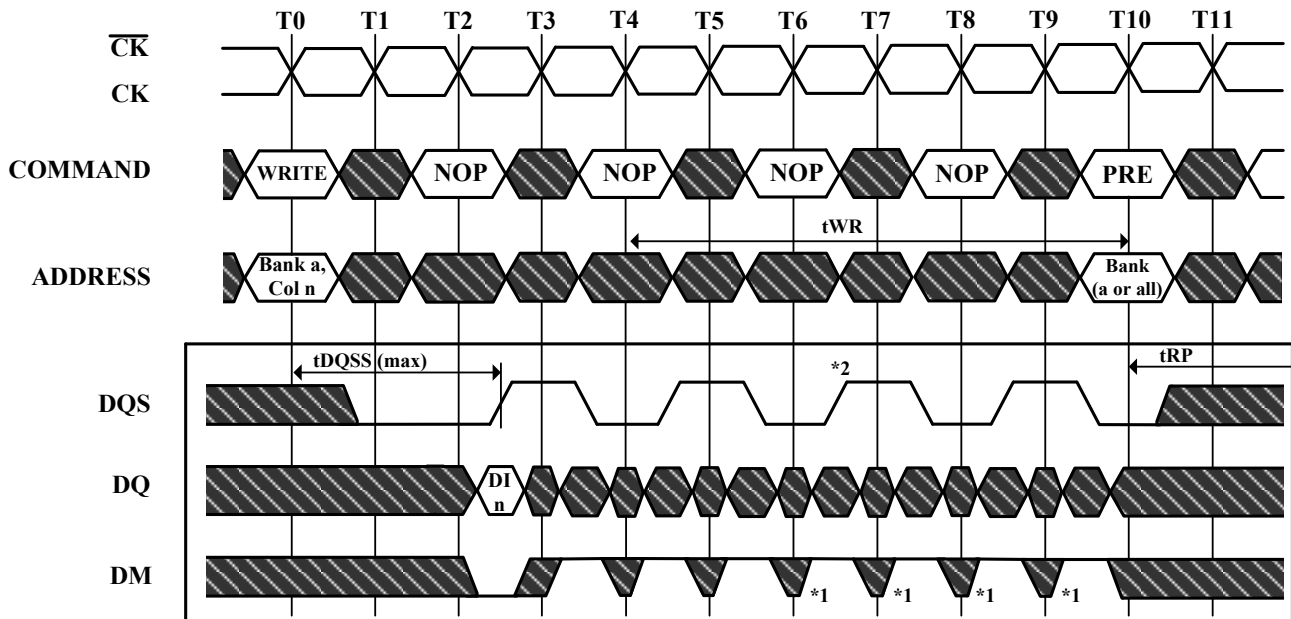 T0 T1 T2 T3 T4 T5 T6 T7 T8 T9 T10 T11
CK
CK
COMMAND WRITE NOP NOP NOP NOP PRE
tWR
ADDRESS
Bank a,
Col n
Bank
(a or all)
tDQSS (max)
*2
tRP
DQS
DQ
DI
n
DM
*1 *1 *1 *1